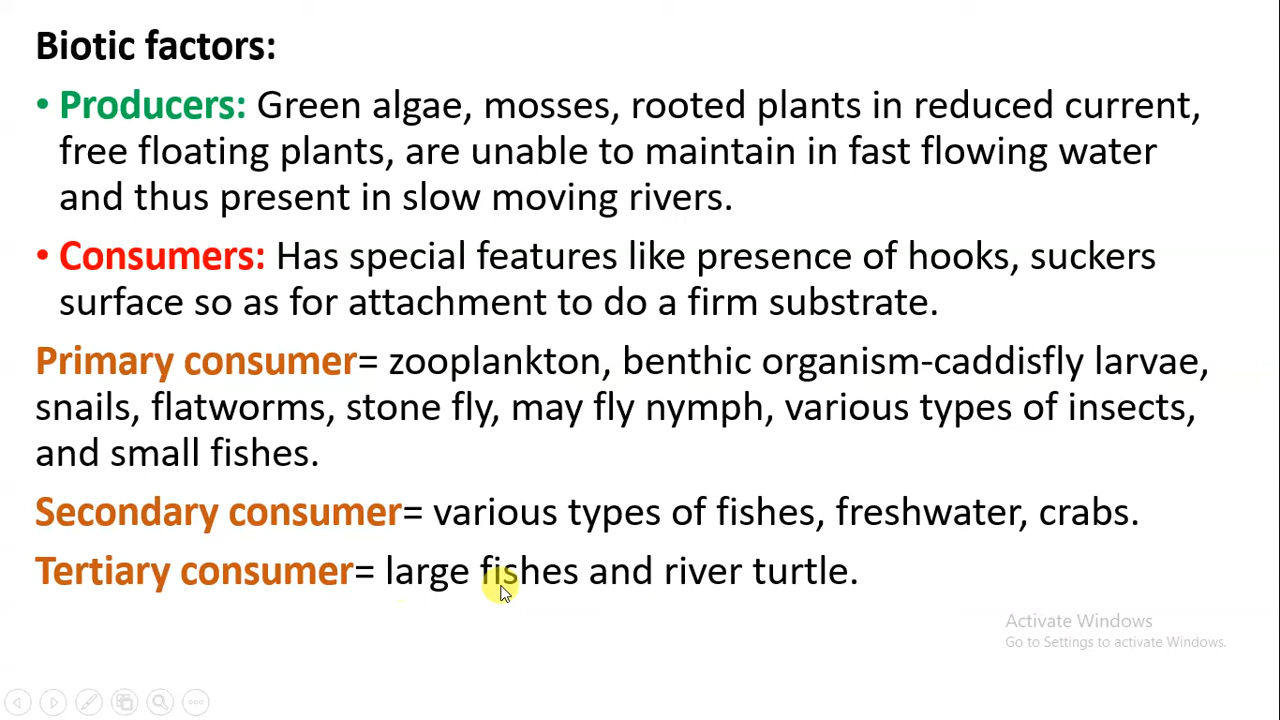 Biotic factors:
• Producers: Green algae, mosses, rooted plants in reduced current,
free floating plants, are unable to maintain in fast flowing water
and thus present in slow moving rivers.
• Consumers: Has special features like presence of hooks, suckers
surface so as for attachment to do a firm substrate.
Primary consumer= zooplankton, benthic organism-caddisfly larvae,
snails, flatworms, stone fly, may fly nymph, various types of insects,
and small fishes.
Secondary consumer= various types of fishes, freshwater, crabs.
Tertiary consumer= large fishes and river turtle.
Activate Windows
Go to Settings to activate Windows.